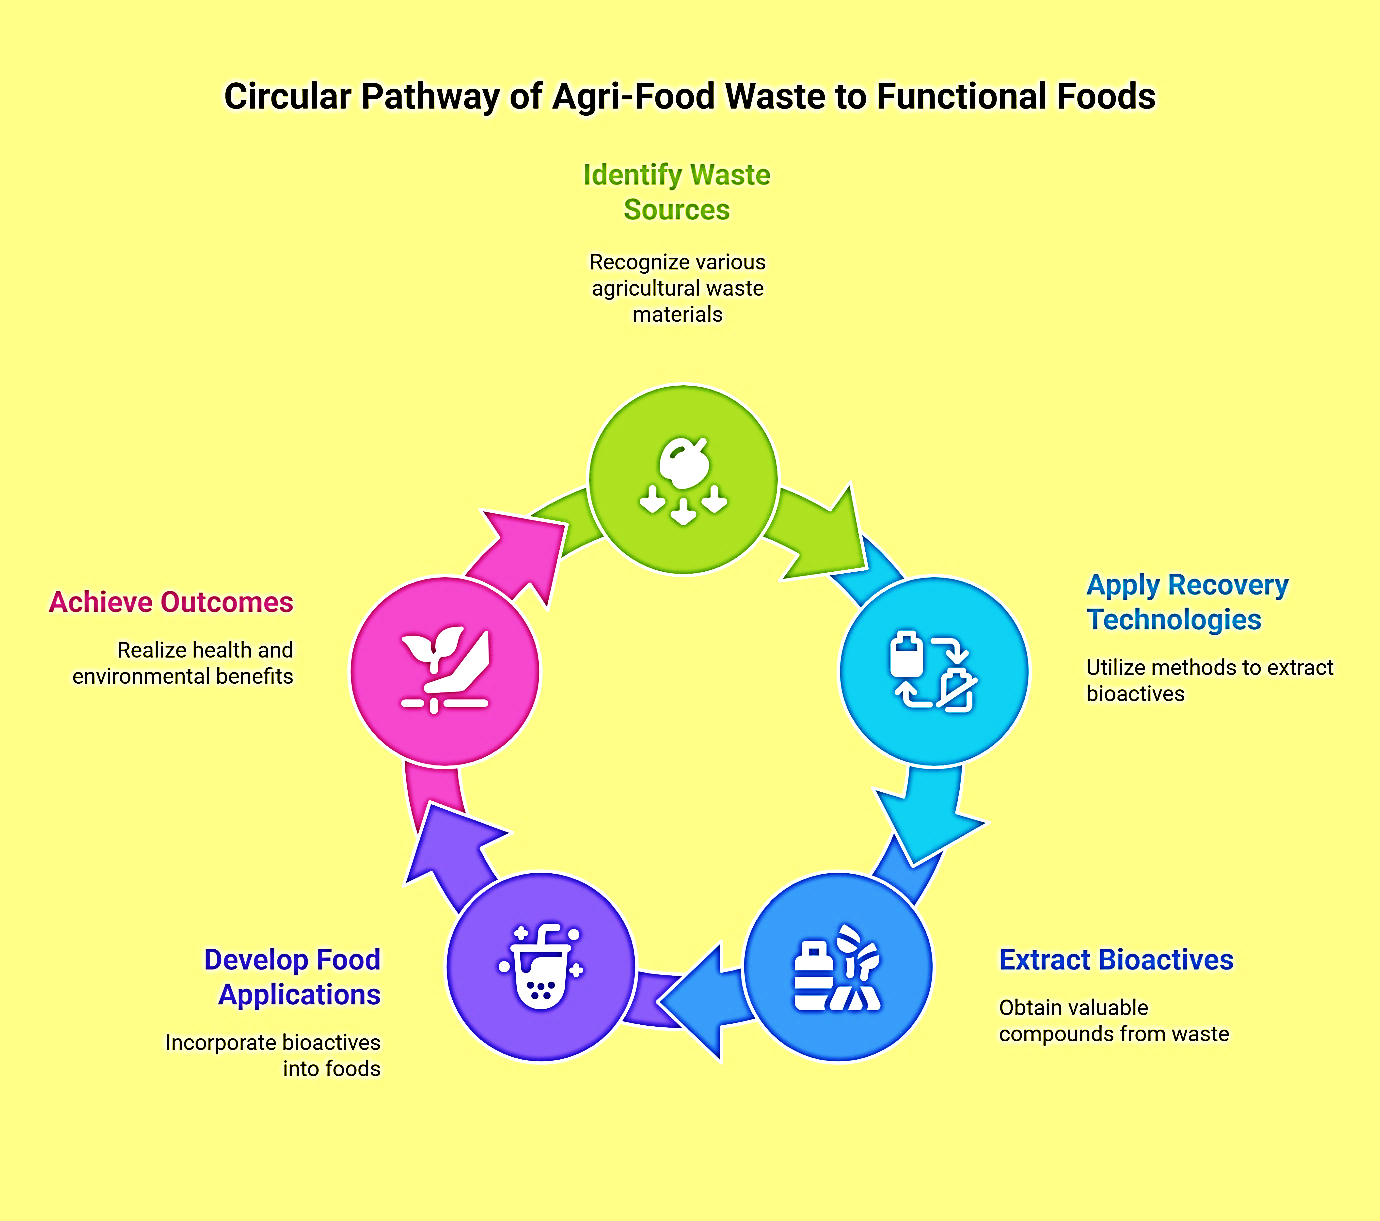 Circular Pathway of Agri-Food Waste to Functional Foods
Identify Waste
Sources
Recognize various
agricultural waste
materials
Apply Recovery
Technologies
Utilize methods to extract
bioactives
Extract Bioactives
Obtain valuable
compounds from waste
Develop Food
Applications
Incorporate bioactives
into foods
Achieve Outcomes
Realize health and
environmental benefits